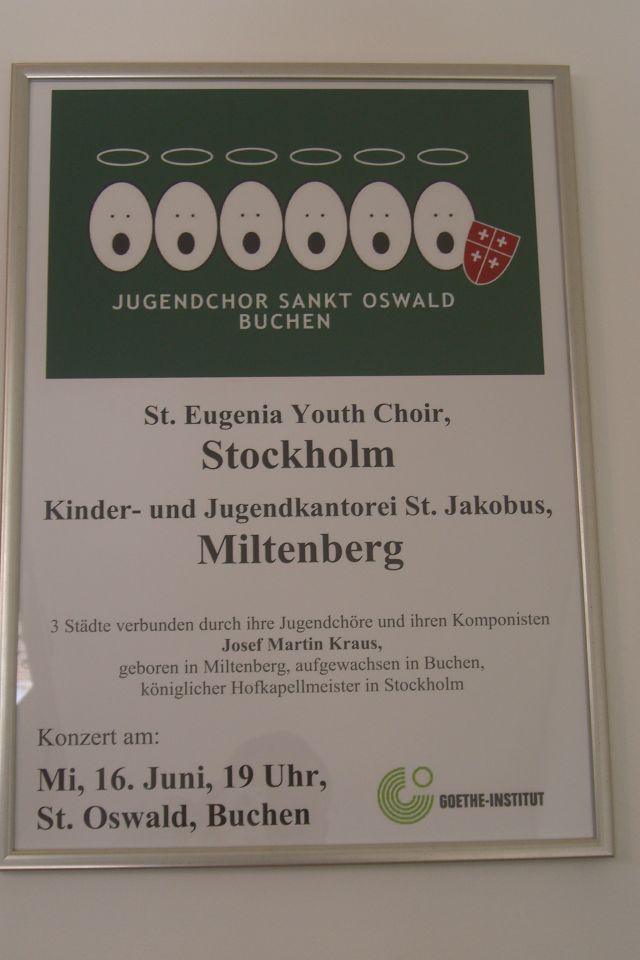 JUGENDCHOR SANKT OSWALD
BUCHEN
St. Eugenia Youth Choir,
Stockholm
Kinder- und Jugendkantorei St. Jakobus,
Miltenberg
3 Städte verbunden durch ihre Jugendchöre und ihren Komponisten
Josef Martin Kraus,
geboren in Miltenberg, aufgewachsen in Buchen,
königlicher Hofkapellmeister in Stockholm
Konzert am:
Mi, 16. Juni, 19 Uhr,
St. Oswald, Buchen
GOETHE-INSTITUT